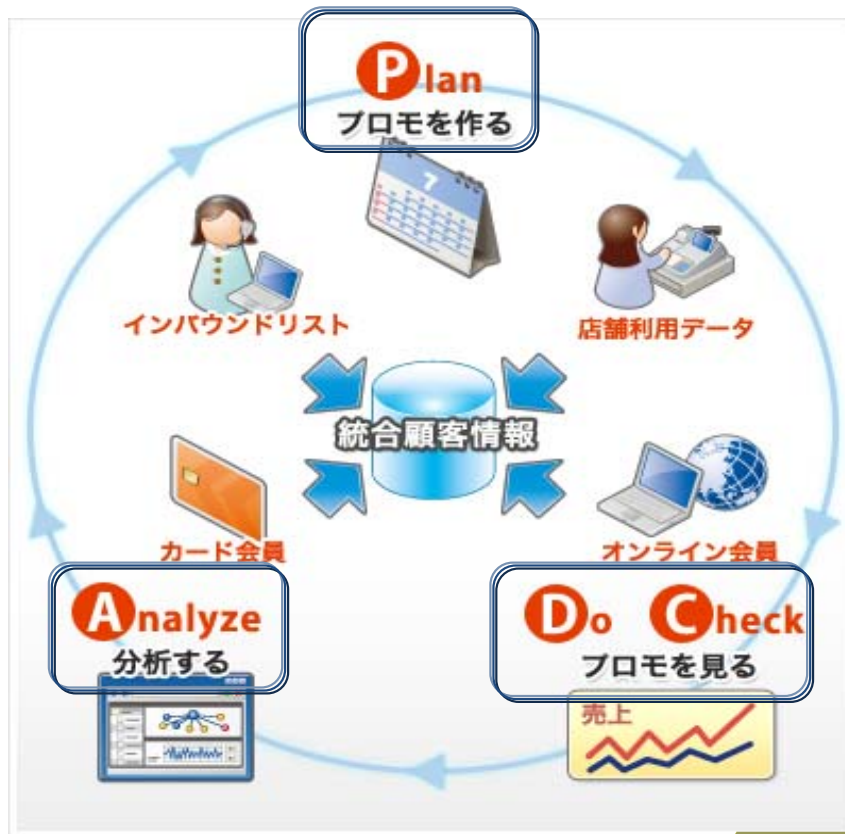 Plan
プロモを作る
7
インバウンドリスト
店舗利用データ
統合顧客情報
カード会員
オンライン会員
Analyze
分析する
Do Check
プロモを見る
売上